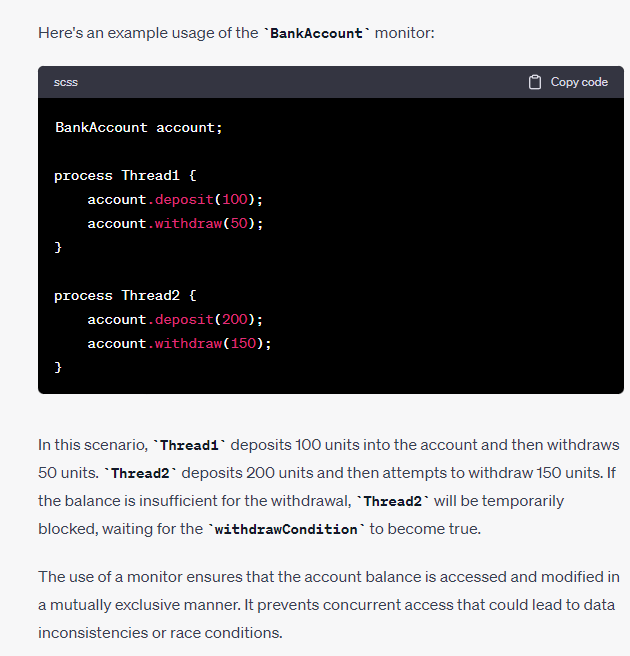 Here's an example usage of the `BankAccount` monitor:
scss
Copy code
BankAccount account;
process Thread1 {
    account.deposit(100);
    account.withdraw(50);
}
process Thread2 {
    account.deposit(200);
    account.withdraw(150);
}
In this scenario, `Thread1` deposits 100 units into the account and then withdraws
50 units. `Thread2` deposits 200 units and then attempts to withdraw 150 units. If
the balance is insufficient for the withdrawal, `Thread2` will be temporarily
blocked, waiting for the `withdrawCondition` to become true.
The use of a monitor ensures that the account balance is accessed and modified in
a mutually exclusive manner. It prevents concurrent access that could lead to data
inconsistencies or race conditions.